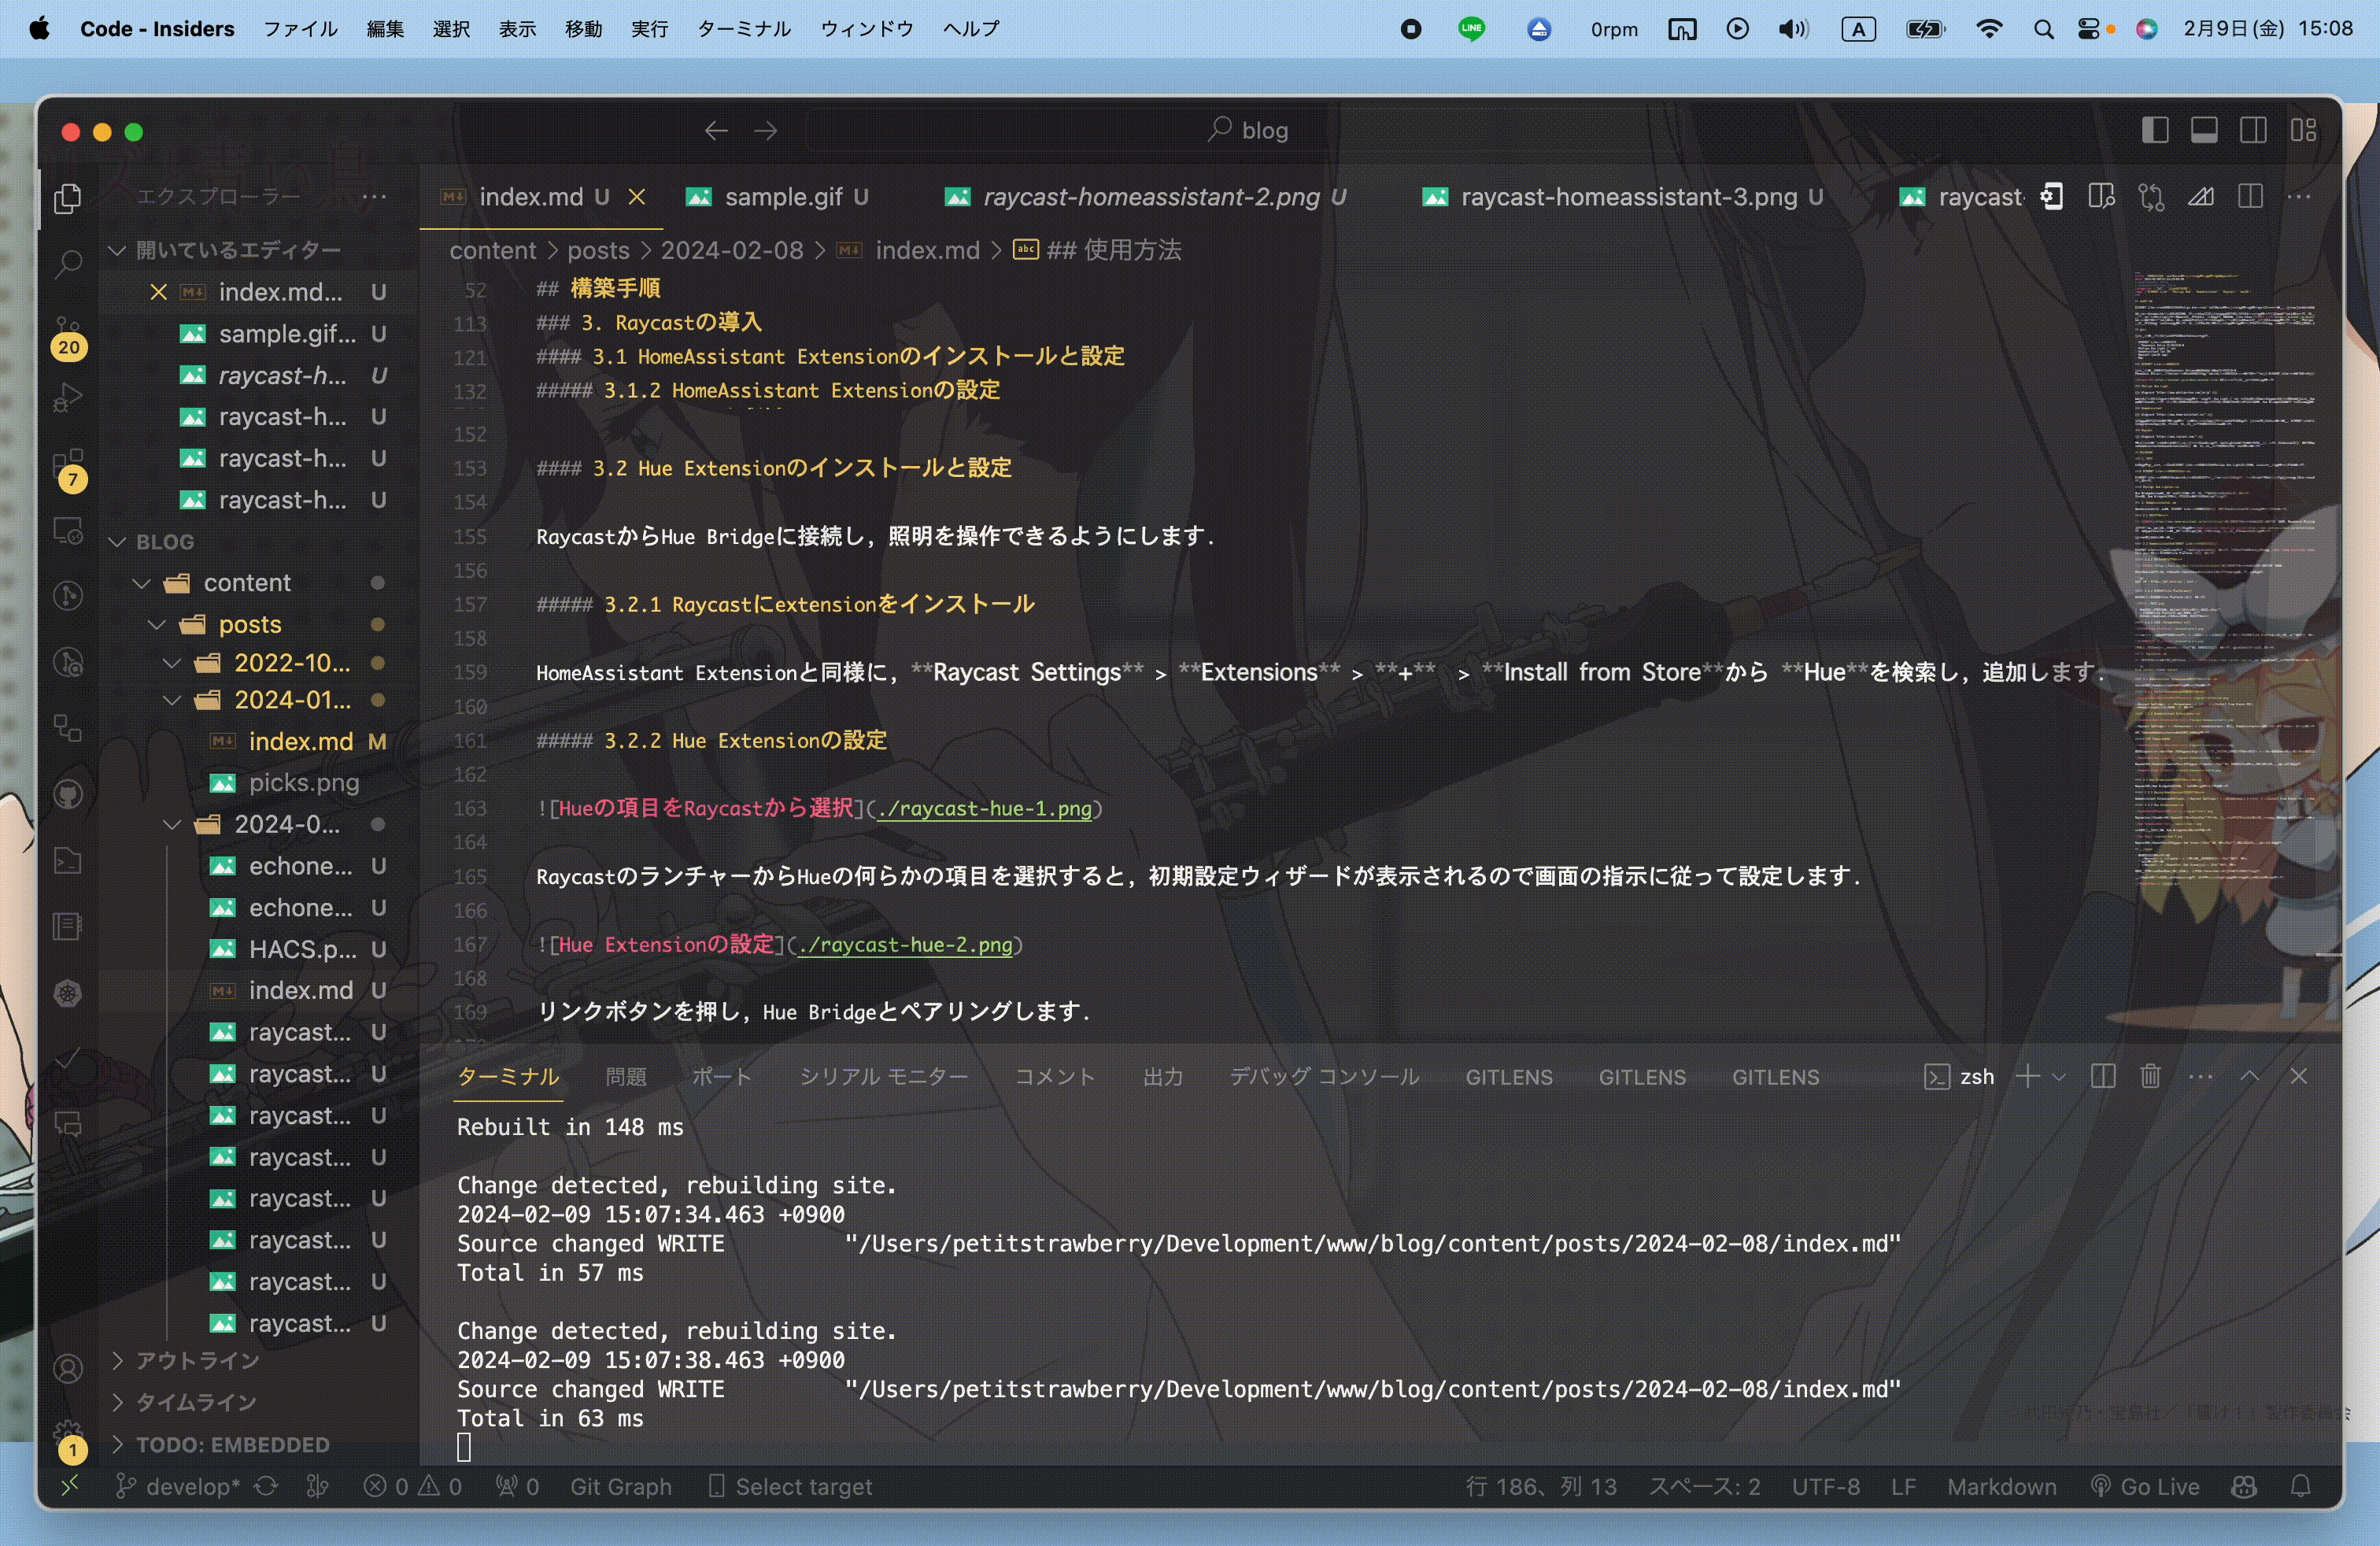 Code - Insiders ファイル 編集 選択 表示 移動 実行 ターミナル ウィンドウ ヘルプ LINE 0rpm A 2月9日(金) 15:08
blog
エクスプローラー
index.md U sample.gif U raycast-homeassistant-2.png U raycast-homeassistant-3.png U raycast
content > posts > 2024-02-08 > index.md > ## 使用方法
開いているエディター
index.md... U
sample.gif... U
raycast-h... U
raycast-h... U
raycast-h... U
raycast-h... U
BLOG
content
posts
2022-10...
2024-01...
index.md M
picks.png
2024-0...
echone... U
echone... U
HACS.p... U
index.md U
raycast... U
raycast... U
raycast... U
raycast... U
raycast... U
raycast... U
raycast... U
raycast... U
アウトライン
タイムライン
TODO: EMBEDDED
20
7
1
52 ## 構築手順
113 ### 3. Raycastの導入
121 #### 3.1 HomeAssistant Extensionのインストールと設定
132 ##### 3.1.2 HomeAssistant Extensionの設定
152
153 #### 3.2 Hue Extensionのインストールと設定
154
155 RaycastからHue Bridgeに接続し，照明を操作できるようにします．
156
157 ##### 3.2.1 Raycastにextensionをインストール
158
159 HomeAssistant Extensionと同様に，**Raycast Settings** > **Extensions** > **+** > **Install from Store**から **Hue**を検索し，追加します．
160
161 ##### 3.2.2 Hue Extensionの設定
162
163 ![Hueの項目をRaycastから選択](./raycast-hue-1.png)
164
165 RaycastのランチャーからHueの何らかの項目を選択すると，初期設定ウィザードが表示されるので画面の指示に従って設定します．
166
167 ![Hue Extensionの設定](./raycast-hue-2.png)
168
169 リンクボタンを押し，Hue Bridgeとペアリングします．
ターミナル 問題 ポート シリアル モニター コメント 出力 デバッグ コンソール GITLENS GITLENS GITLENS zsh
Rebuilt in 148 ms
Change detected, rebuilding site.
2024-02-09 15:07:34.463 +0900
Source changed WRITE "/Users/petitstrawberry/Development/www/blog/content/posts/2024-02-08/index.md"
Total in 57 ms
Change detected, rebuilding site.
2024-02-09 15:07:38.463 +0900
Source changed WRITE "/Users/petitstrawberry/Development/www/blog/content/posts/2024-02-08/index.md"
Total in 63 ms
develop* 0 0 0 Git Graph Select target 行 186、列 13 スペース: 2 UTF-8 LF Markdown Go Live